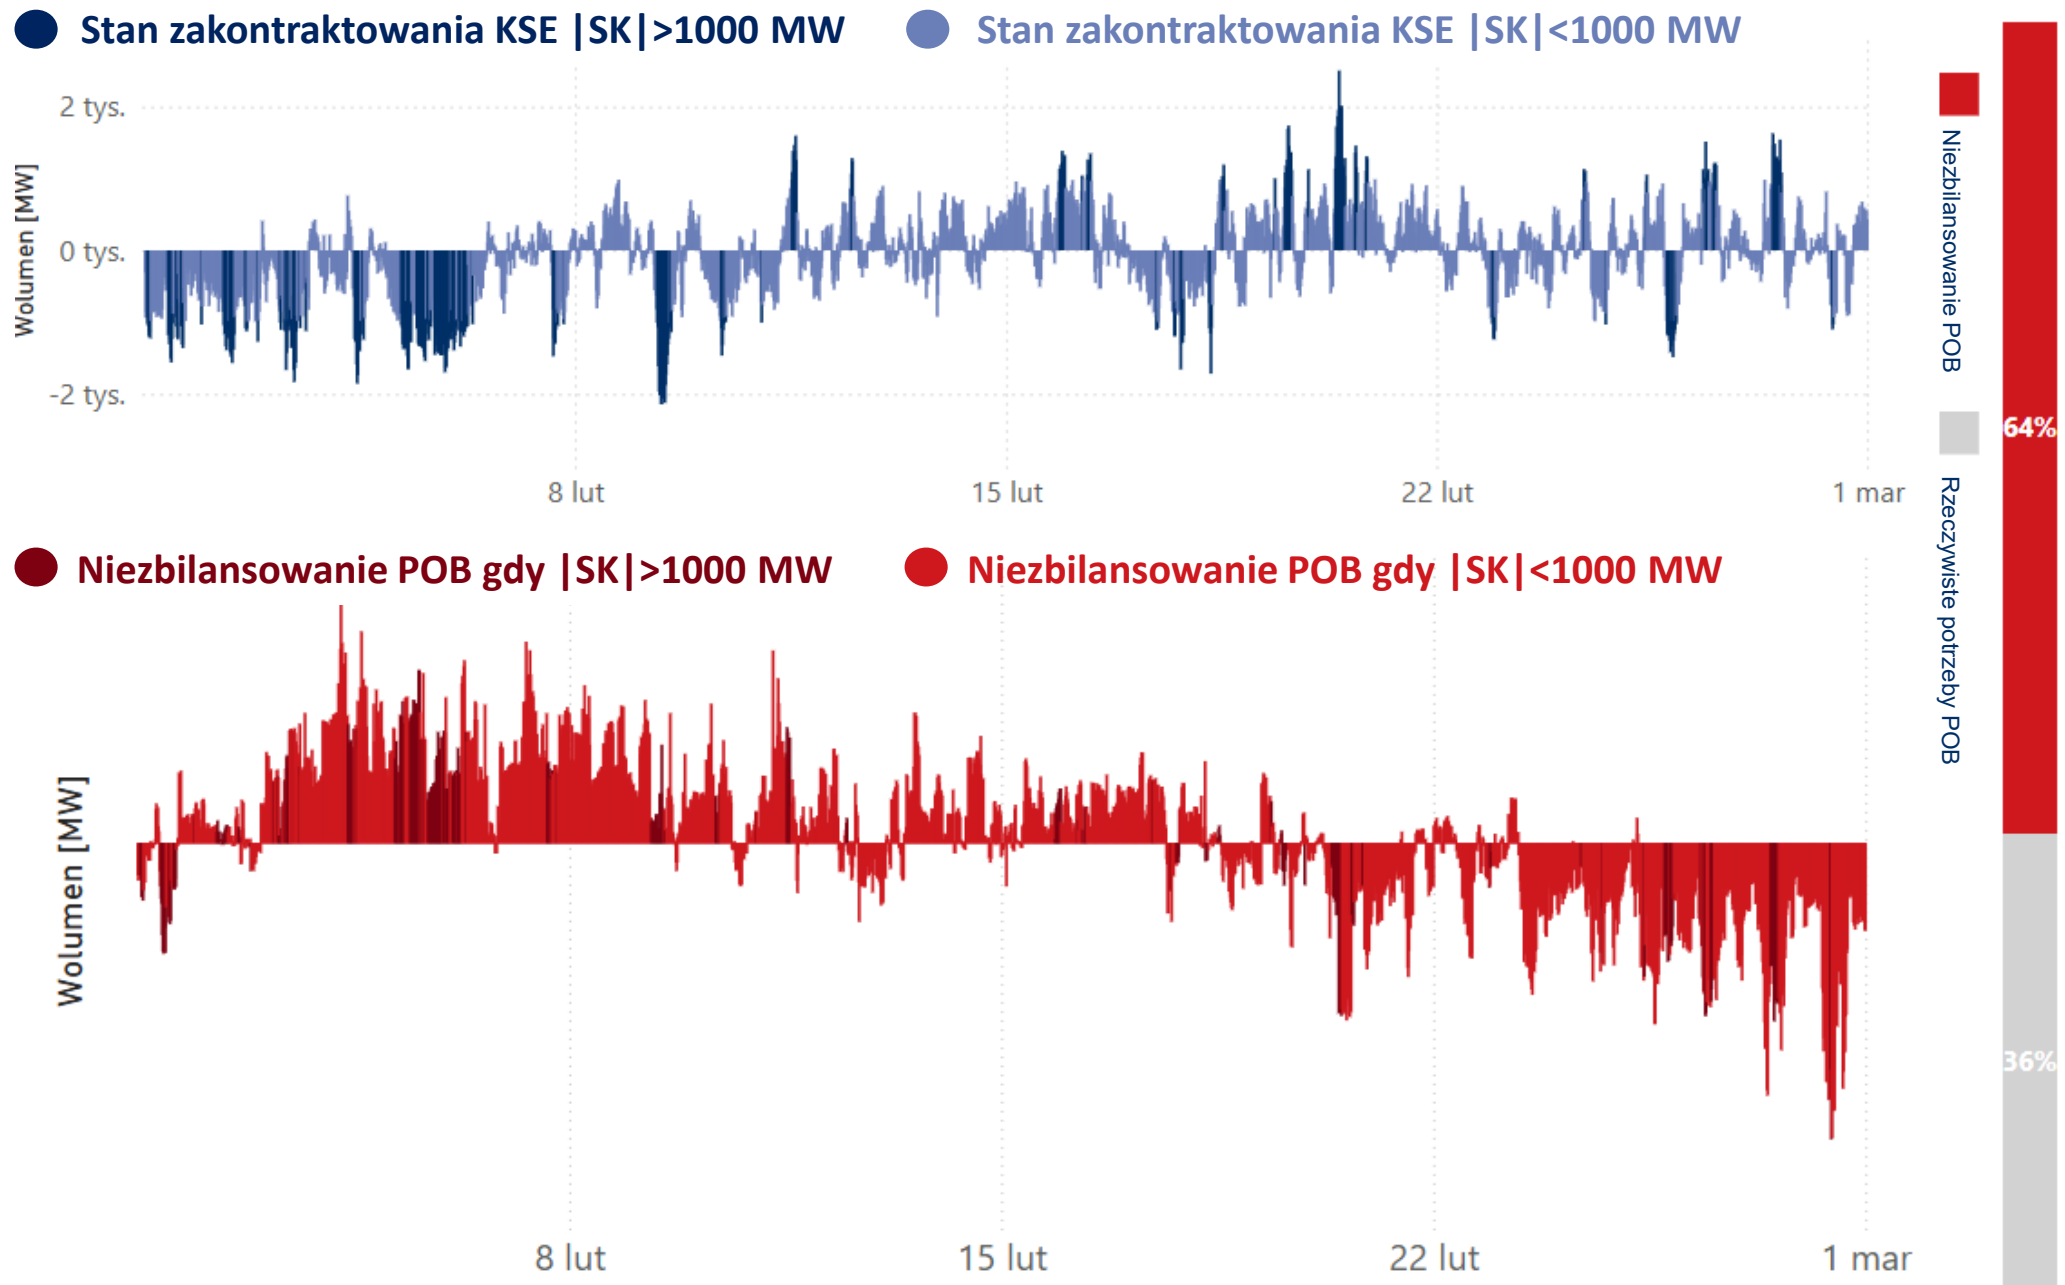 Stan zakontraktowania KSE |SK|>1000 MW
Stan zakontraktowania KSE |SK|<1000 MW
Wolumen [MW]
2 tys.
0 tys.
-2 tys.
8 lut
15 lut
22 lut
1 mar
Niezbilansowanie POB
Rzeczywiste potrzeby POB
64%
36%
Niezbilansowanie POB gdy |SK|>1000 MW
Niezbilansowanie POB gdy |SK|<1000 MW
Wolumen [MW]
8 lut
15 lut
22 lut
1 mar